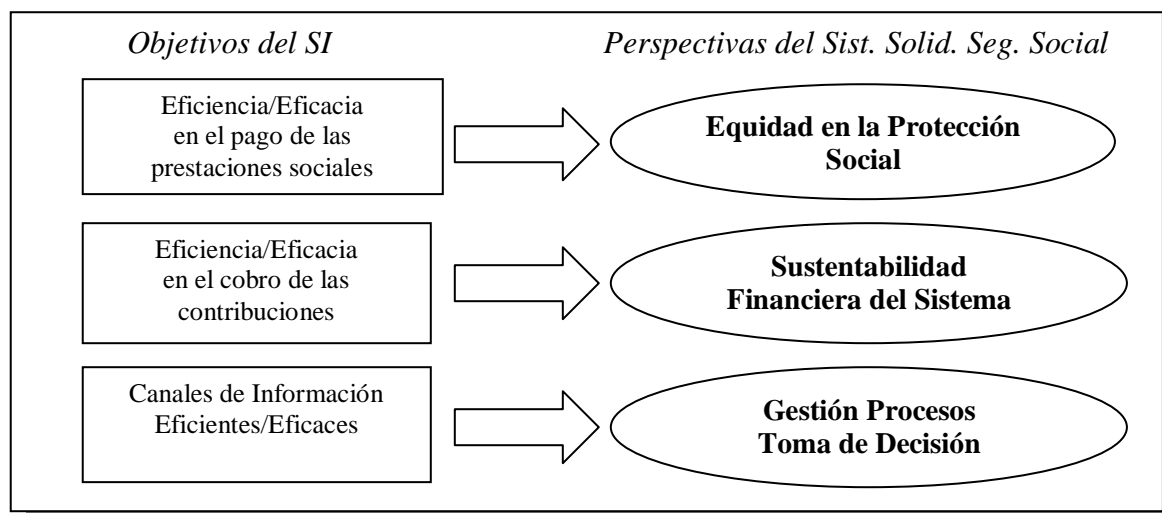 Objetivos del SI
Perspectivas del Sist. Solid. Seg. Social
Eficiencia/Eficacia
en el pago de las
prestaciones sociales
Equidad en la Protección
Social
Eficiencia/Eficacia
en el cobro de las
contribuciones
Sustentabilidad
Financiera del Sistema
Canales de Información
Eficientes/Eficaces
Gestión Procesos
Toma de Decisión